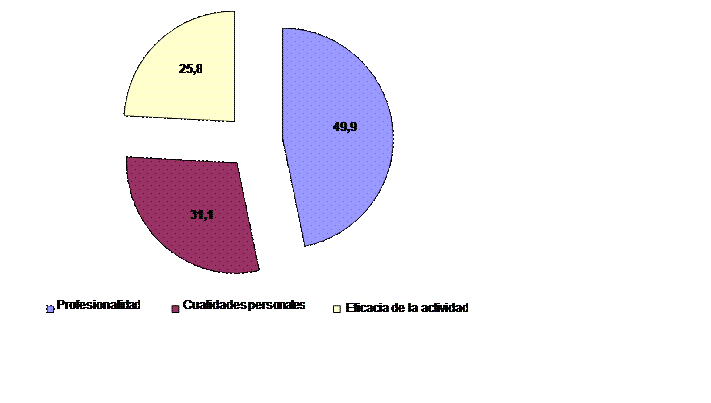 25,8
49,9
31,1
Profesionalidad
Cualidades personales
Eficacia de la actividad